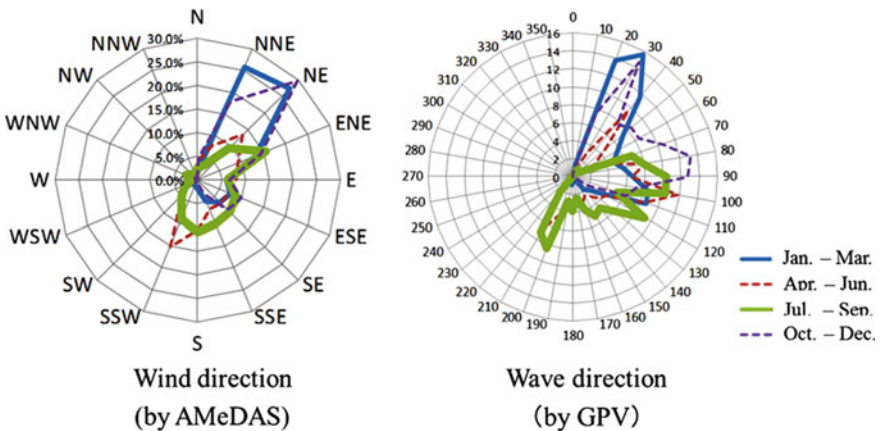 N
NNE
NE
ENE
E
ESE
SE
SSE
S
SSW
SW
WSW
W
WNW
NW
NNW
30.0%
25.0%
20.0%
15.0%
10.0%
5.0%
0.0%
Wind direction
(by AMeDAS)
0
10
20
30
40
50
60
70
80
90
100
110
120
130
140
150
160
170
180
190
200
210
220
230
240
250
260
270
280
290
300
310
320
330
340
350
16
14
12
10
8
6
4
2
0
Wave direction
(by GPV)
Jan. – Mar.
Apr. – Jun.
Jul. – Sep.
Oct. – Dec.